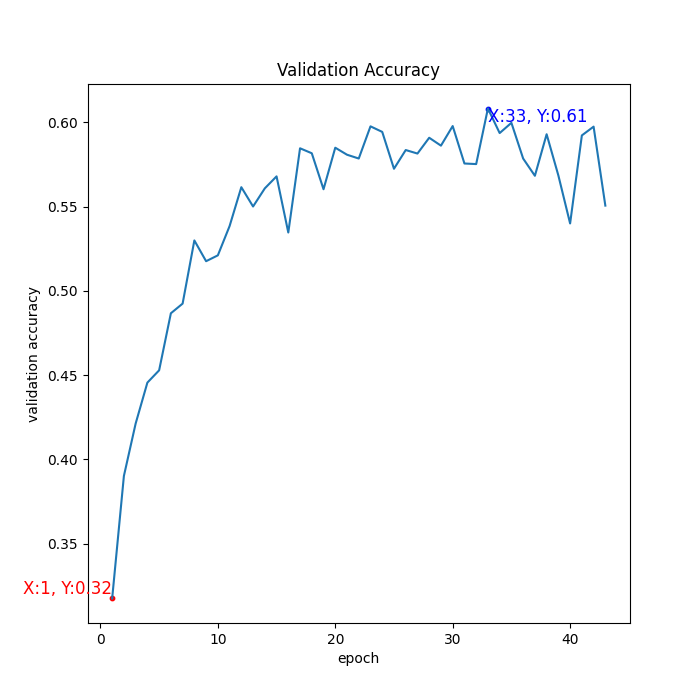 Validation Accuracy
X:33, Y:0.61
0.60
0.55
0.50
0.45
0.40
0.35
validation accuracy
X:1, Y:0.32
0 10 20 30 40
epoch